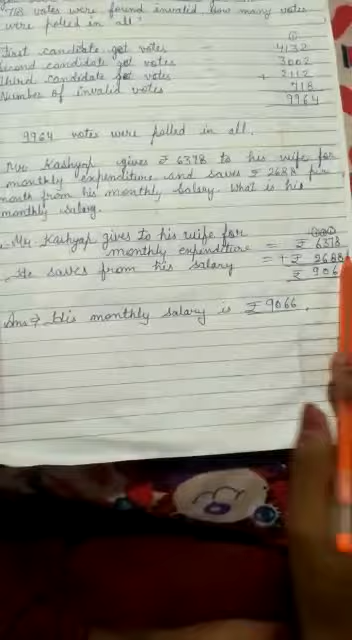 718 votes were found invalid. how many votes
were polled in all?
First candidate got votes - 4132
Second candidate got votes - 3002
Third candidate got votes - + 2112
Number of invalid votes - 718
9964
9964 votes were polled in all.
Mr Kashyap gives ₹ 6378 to his wife for
monthly expenditure and saves ₹ 2688 per
month from his monthly salary. What is his
monthly salary.
Mr Kashyap gives to his wife for
monthly expenditure = ₹ 6378
He saves from his salary = + ₹ 2688
₹ 906
Ans → His monthly salary is ₹ 9066.